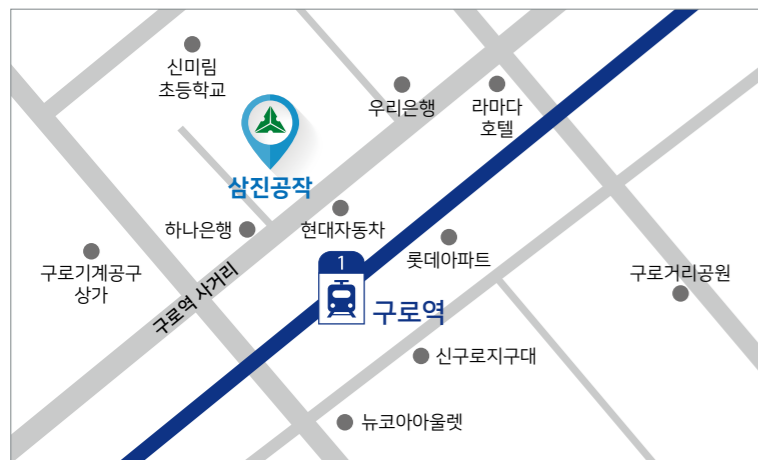 신미림
초등학교
우리은행
라마다
호텔
삼진공작
하나은행
현대자동차
롯데아파트
구로기계공구
상가
구로역 사거리
1
구로역
구로거리공원
신구로지구대
뉴코아아울렛